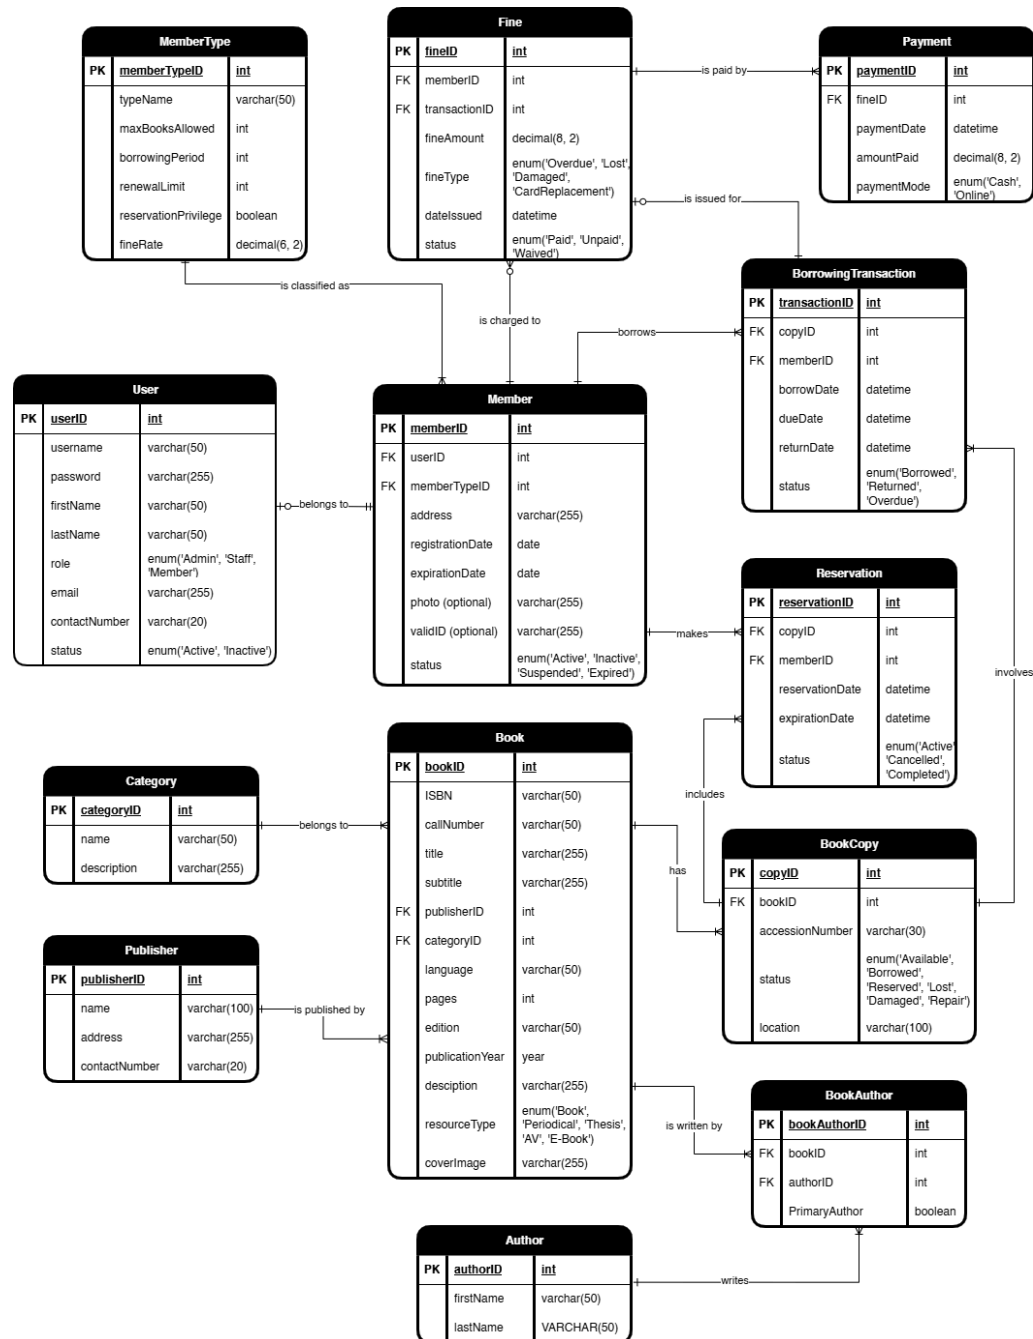 MemberType
PK memberTypeID int
typeName varchar(50)
maxBooksAllowed int
borrowingPeriod int
renewalLimit int
reservationPrivilege boolean
fineRate decimal(6, 2)
Fine
PK fineID int
FK memberID int
FK transactionID int
fineAmount decimal(8, 2)
fineType enum('Overdue', 'Lost',
'Damaged',
'CardReplacement')
dateIssued datetime
status enum('Paid', 'Unpaid',
'Waived')
Payment
PK paymentID int
FK fineID int
paymentDate datetime
amountPaid decimal(8, 2)
paymentMode enum('Cash',
'Online')
is paid by
is issued for
is classified as
is charged to
borrows
BorrowingTransaction
PK transactionID int
FK copyID int
FK memberID int
borrowDate datetime
dueDate datetime
returnDate datetime
status enum('Borrowed',
'Returned',
'Overdue')
User
PK userID int
username varchar(50)
password varchar(255)
firstName varchar(50)
lastName varchar(50)
role enum('Admin', 'Staff',
'Member')
email varchar(255)
contactNumber varchar(20)
status enum('Active', 'Inactive')
belongs to
Member
PK memberID int
FK userID int
FK memberTypeID int
address varchar(255)
registrationDate date
expirationDate date
photo (optional) varchar(255)
validID (optional) varchar(255)
status enum('Active', 'Inactive',
'Suspended', 'Expired')
makes
Reservation
PK reservationID int
FK copyID int
FK memberID int
reservationDate datetime
expirationDate datetime
status enum('Active'
'Cancelled',
'Completed')
involves
includes
Category
PK categoryID int
name varchar(50)
description varchar(255)
belongs to
Book
PK bookID int
ISBN varchar(50)
callNumber varchar(50)
title varchar(255)
subtitle varchar(255)
FK publisherID int
FK categoryID int
language varchar(50)
pages int
edition varchar(50)
publicationYear year
desciption varchar(255)
resourceType enum('Book',
'Periodical', 'Thesis',
'AV', 'E-Book')
coverImage varchar(255)
has
BookCopy
PK copyID int
FK bookID int
accessionNumber varchar(30)
status enum('Available',
'Borrowed',
'Reserved', 'Lost',
'Damaged', 'Repair')
location varchar(100)
Publisher
PK publisherID int
name varchar(100)
address varchar(255)
contactNumber varchar(20)
is published by
is written by
BookAuthor
PK bookAuthorID int
FK bookID int
FK authorID int
PrimaryAuthor boolean
Author
PK authorID int
firstName varchar(50)
lastName VARCHAR(50)
writes